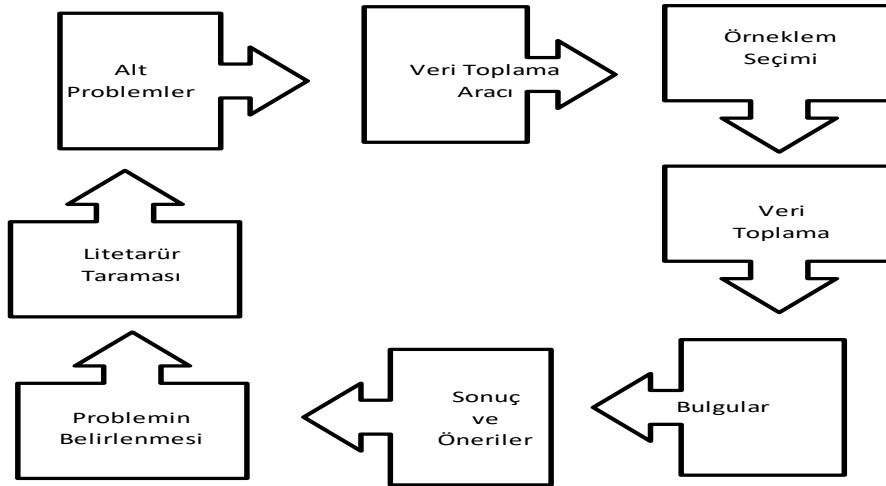 Alt
Problemler
Veri Toplama
Aracı
Örneklem
Seçimi
Litetarür
Taraması
Veri
Toplama
Problemin
Belirlenmesi
Sonuç
ve
Öneriler
Bulgular